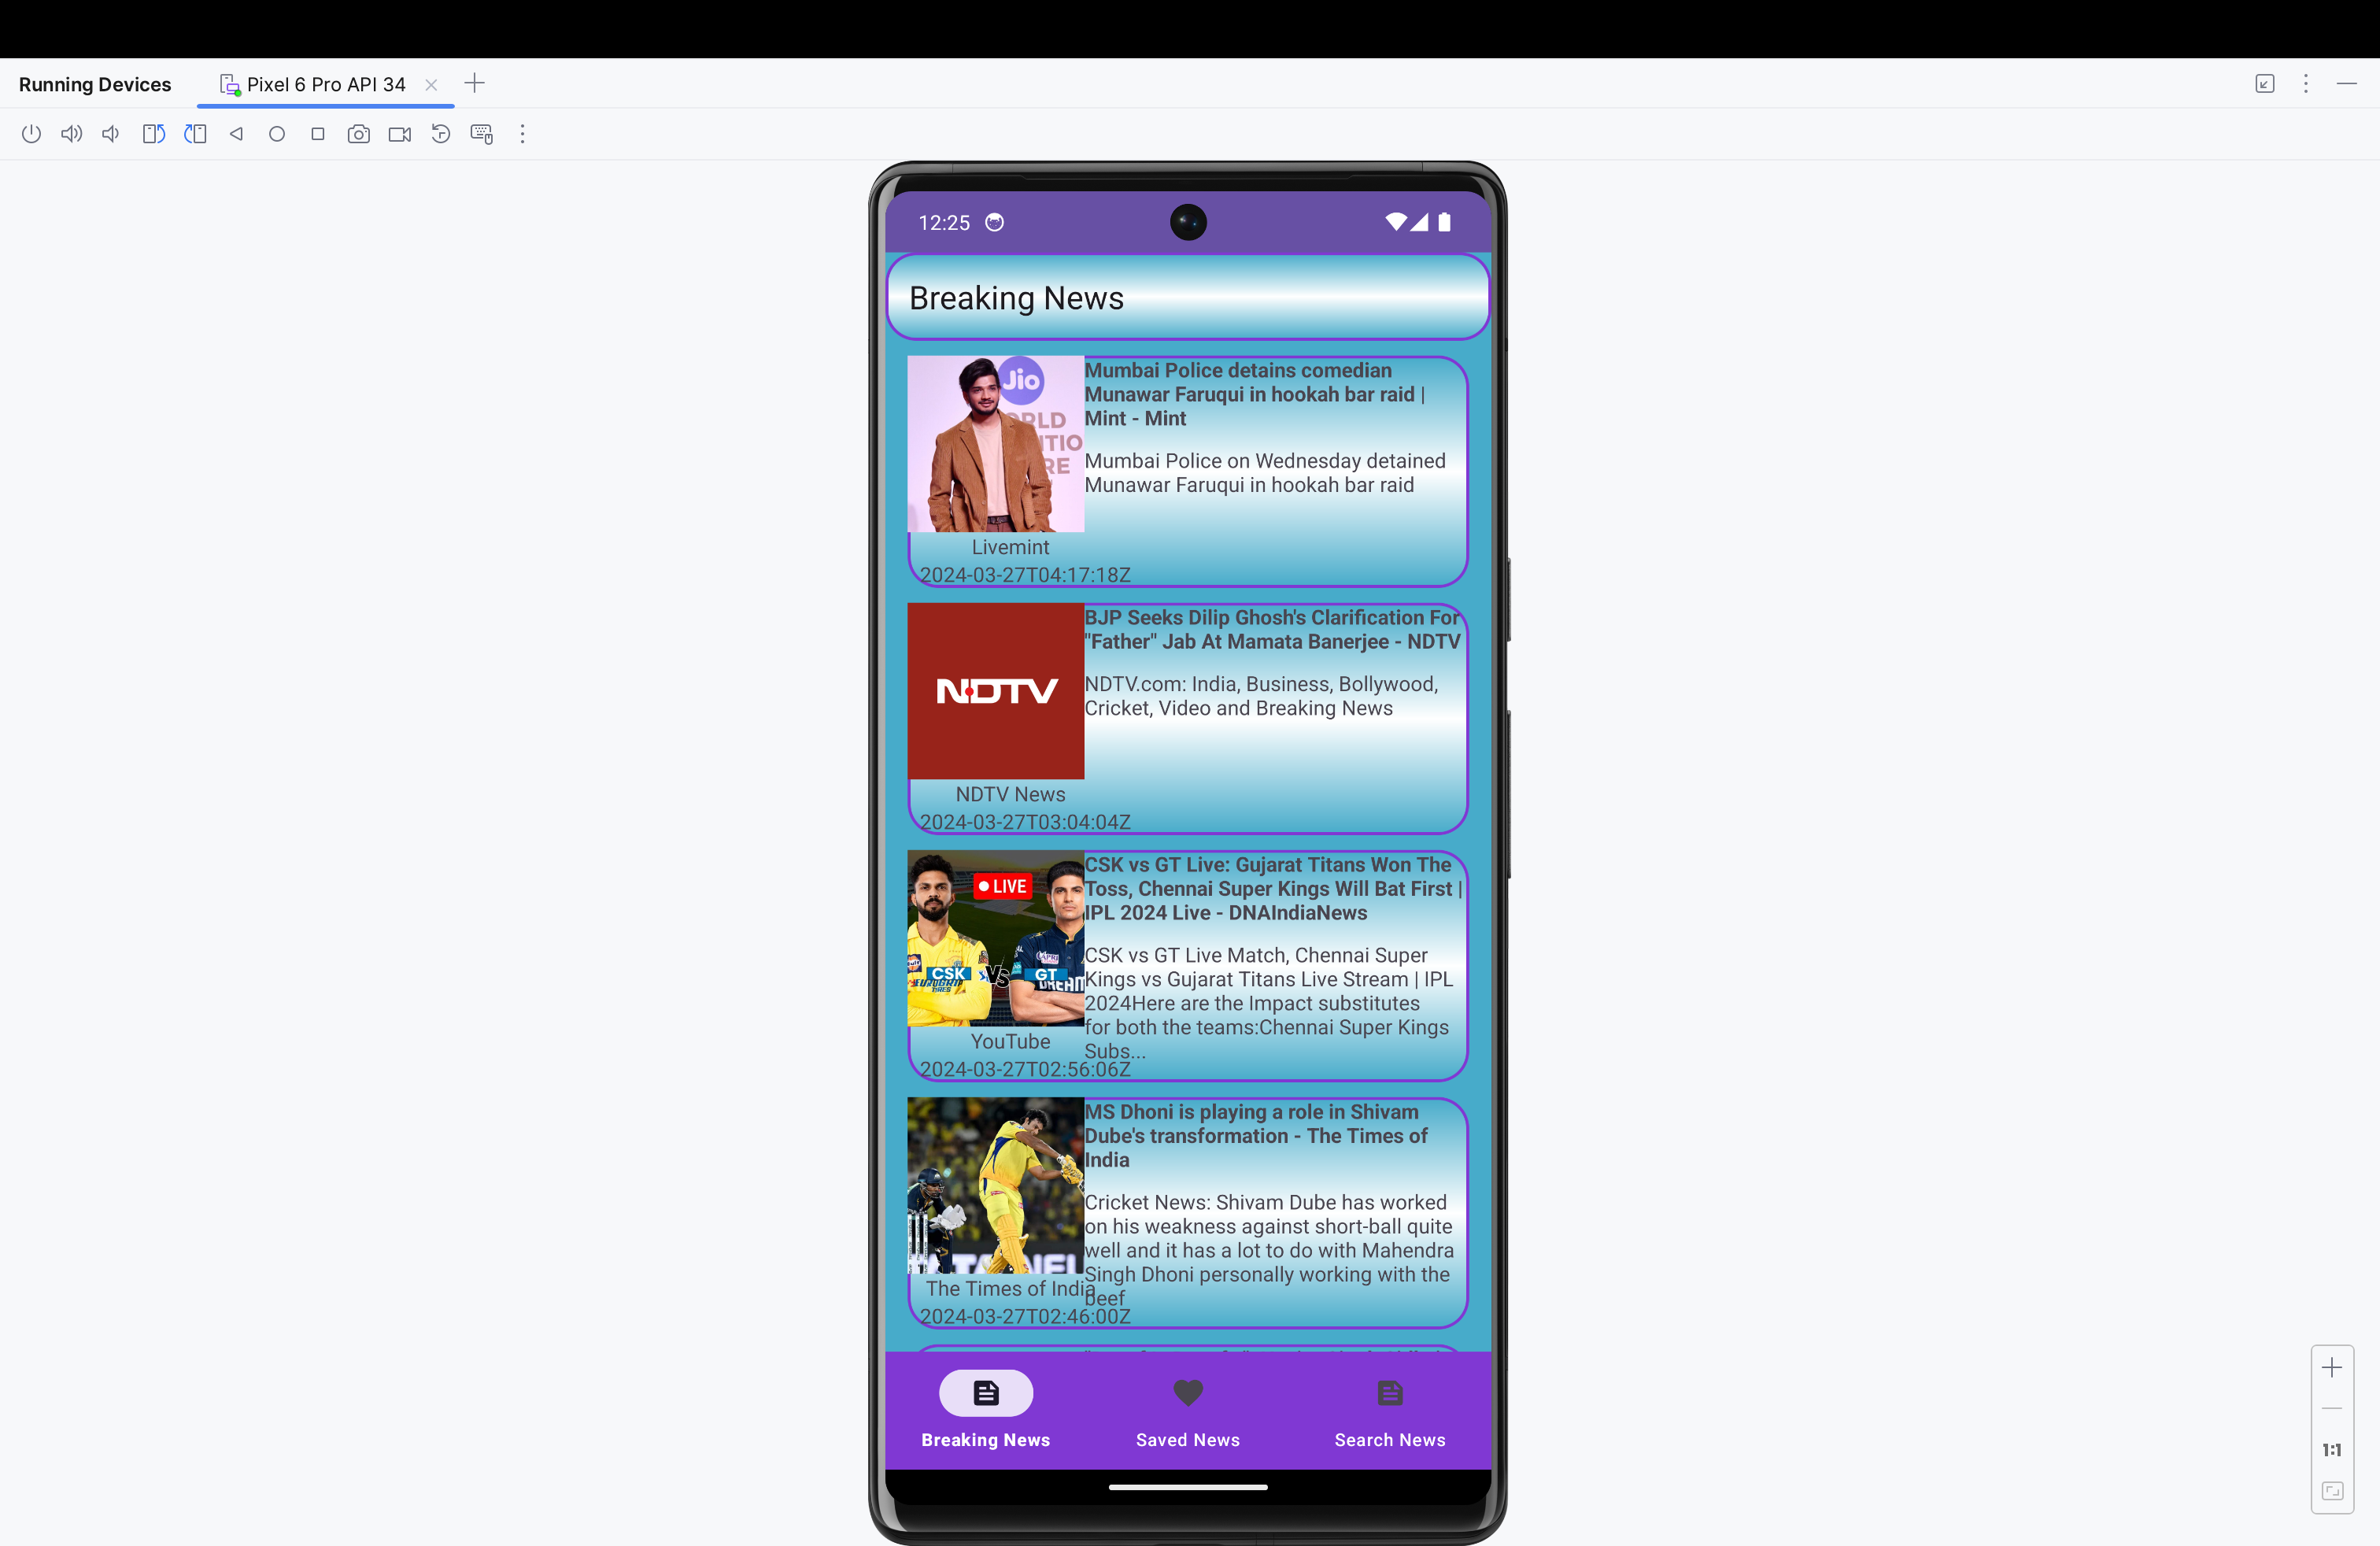 Running Devices
Pixel 6 Pro API 34
12:25
Breaking News
Jio
RLD
TIO
RE
Mumbai Police detains comedian
Munawar Faruqui in hookah bar raid |
Mint - Mint
Mumbai Police on Wednesday detained
Munawar Faruqui in hookah bar raid
Livemint
2024-03-27T04:17:18Z
NDTV
BJP Seeks Dilip Ghosh's Clarification For
"Father" Jab At Mamata Banerjee - NDTV
NDTV.com: India, Business, Bollywood,
Cricket, Video and Breaking News
NDTV News
2024-03-27T03:04:04Z
LIVE
CSK
VS
GT
CSK vs GT Live: Gujarat Titans Won The
Toss, Chennai Super Kings Will Bat First |
IPL 2024 Live - DNAIndiaNews
CSK vs GT Live Match, Chennai Super
Kings vs Gujarat Titans Live Stream | IPL
2024Here are the Impact substitutes
for both the teams:Chennai Super Kings
Subs...
YouTube
2024-03-27T02:56:06Z
MS Dhoni is playing a role in Shivam
Dube's transformation - The Times of
India
Cricket News: Shivam Dube has worked
on his weakness against short-ball quite
well and it has a lot to do with Mahendra
Singh Dhoni personally working with the
beef
The Times of India
2024-03-27T02:46:00Z
Breaking News
Saved News
Search News
1:1